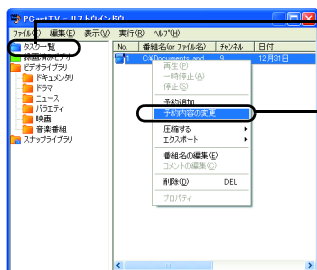 PCastTV - リストウィンドウ
ファイル(F) 編集(E) 表示(V) 実行(R) ヘルプ(H)
タスク一覧
録画済みビデオ
ビデオライブラリ
ドキュメンタリ
ドラマ
ニュース
バラエティ
映画
音楽番組
スナップライブラリ
No. 番組名(or ファイル名) チャンネル 日付
1 C:\Documents and... 9 12月31日
再生(P)
一時停止(A)
停止(S)
予約追加
予約内容の変更
圧縮する
エクスポート
番組名の編集(E)
コメントの編集(C)
削除(D) DEL
プロパティ